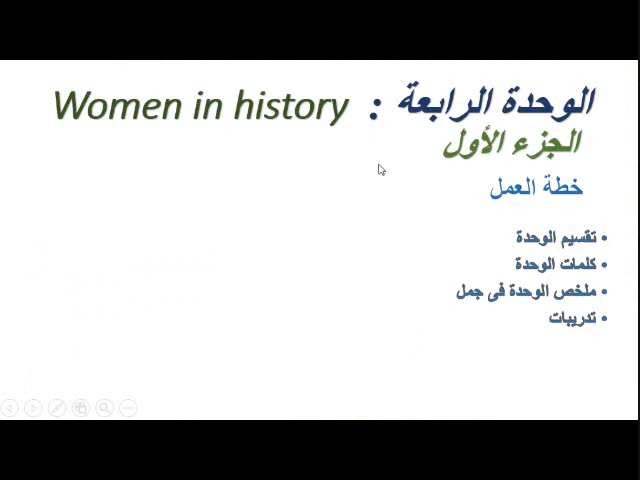 الوحدة الرابعة : Women in history
الجزء الأول
خطة العمل
• تقسيم الوحدة
• كلمات الوحدة
• ملخص الوحدة فى جمل
• تدريبات